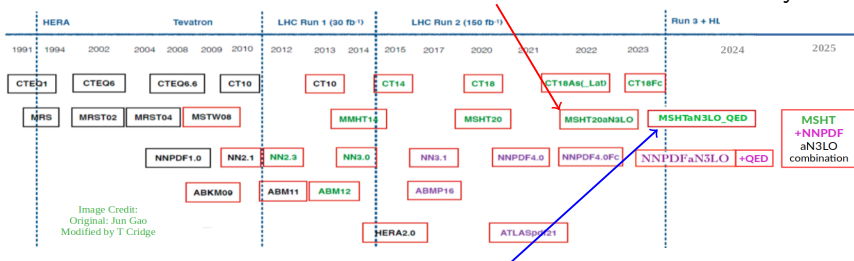 HERA Tevatron LHC Run 1 (30 fb⁻¹) LHC Run 2 (150 fb⁻¹) Run 3 + HL
1991 1994 2002 2004 2008 2009 2010 2012 2013 2014 2015 2017 2020 2021 2022 2023 2024 2025
CTEQ1 CTEQ6 CTEQ6.6 CT10 CT10 CT14 CT18 CT18As(_Lat) CT18Fc
MRS MRST02 MRST04 MSTW08 MMHT14 MSHT20 MSHT20aN3LO MSHTaN3LO_QED
MSHT
+NNPDF
aN3LO
combination
NNPDF1.0 NN2.1 NN2.3 NN3.0 NN3.1 NNPDF4.0 NNPDF4.0Fc NNPDFaN3LO +QED
ABKM09 ABM11 ABM12 ABMP16
HERA2.0 ATLASpdf21
Image Credit:
Original: Jun Gao
Modified by T Cridge